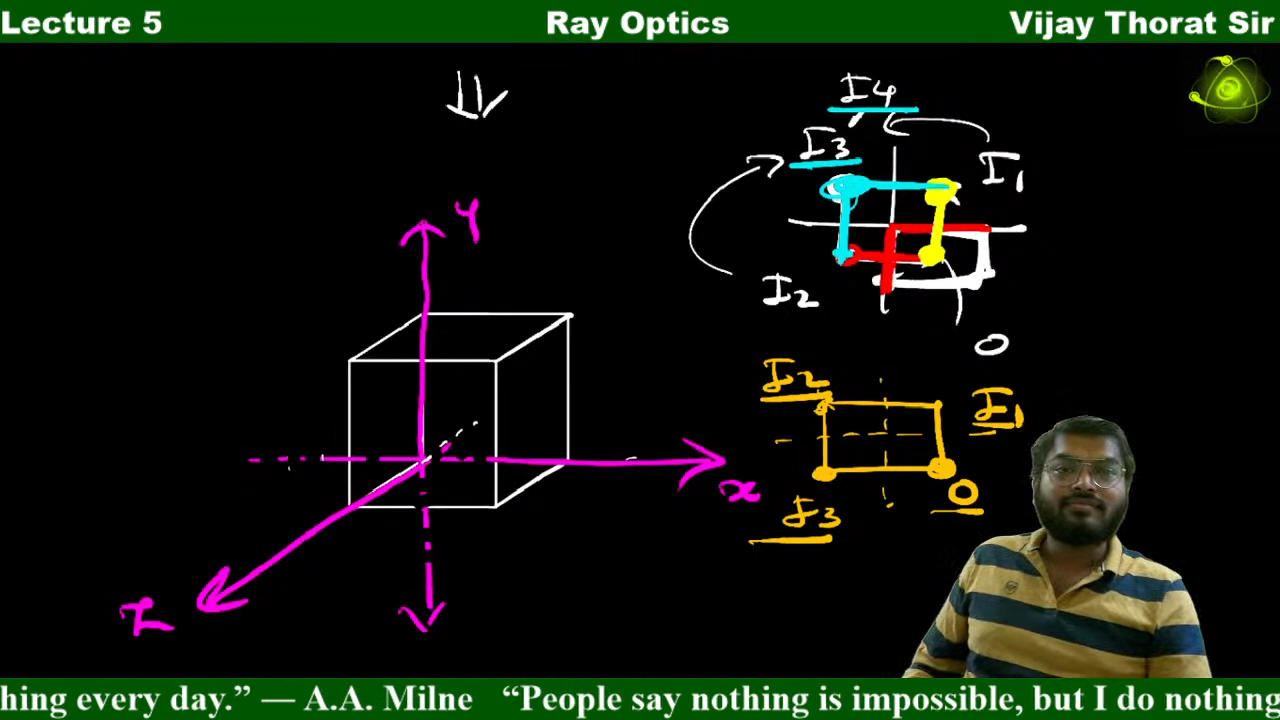 Lecture 5 Ray Optics Vijay Thorat Sir
I4
I3
I1
I2
O
Y
x
Z
I2
I1
O
I3
hing every day.” — A.A. Milne “People say nothing is impossible, but I do nothing